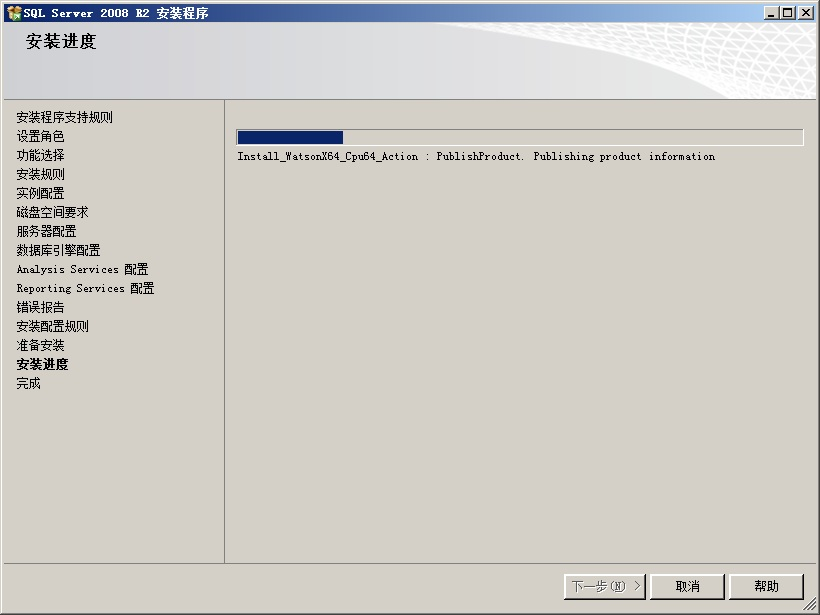 SQL Server 2008 R2 安装程序
安装进度
安装程序支持规则
设置角色
功能选择
安装规则
实例配置
磁盘空间要求
服务器配置
数据库引擎配置
Analysis Services 配置
Reporting Services 配置
错误报告
安装配置规则
准备安装
安装进度
完成
Install_WatsonX64_Cpu64_Action : PublishProduct. Publishing product information
下一步(N) >
取消
帮助